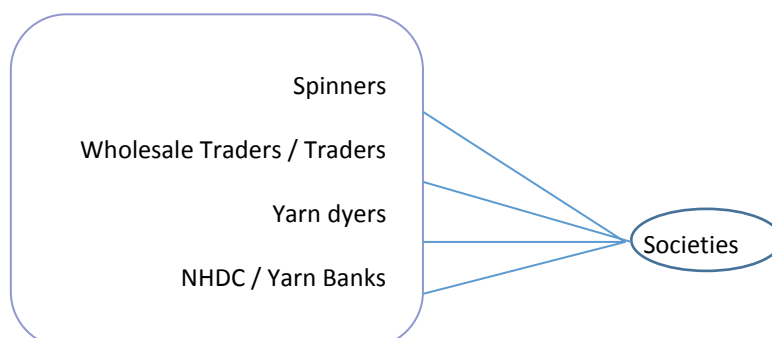 Spinners
Wholesale Traders / Traders
Yarn dyers
NHDC / Yarn Banks
Societies